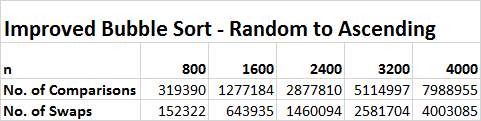 Improved Bubble Sort - Random to Ascending
n 800 1600 2400 3200 4000
No. of Comparisons 319390 1277184 2877810 5114997 7988955
No. of Swaps 152322 643935 1460094 2581704 4003085